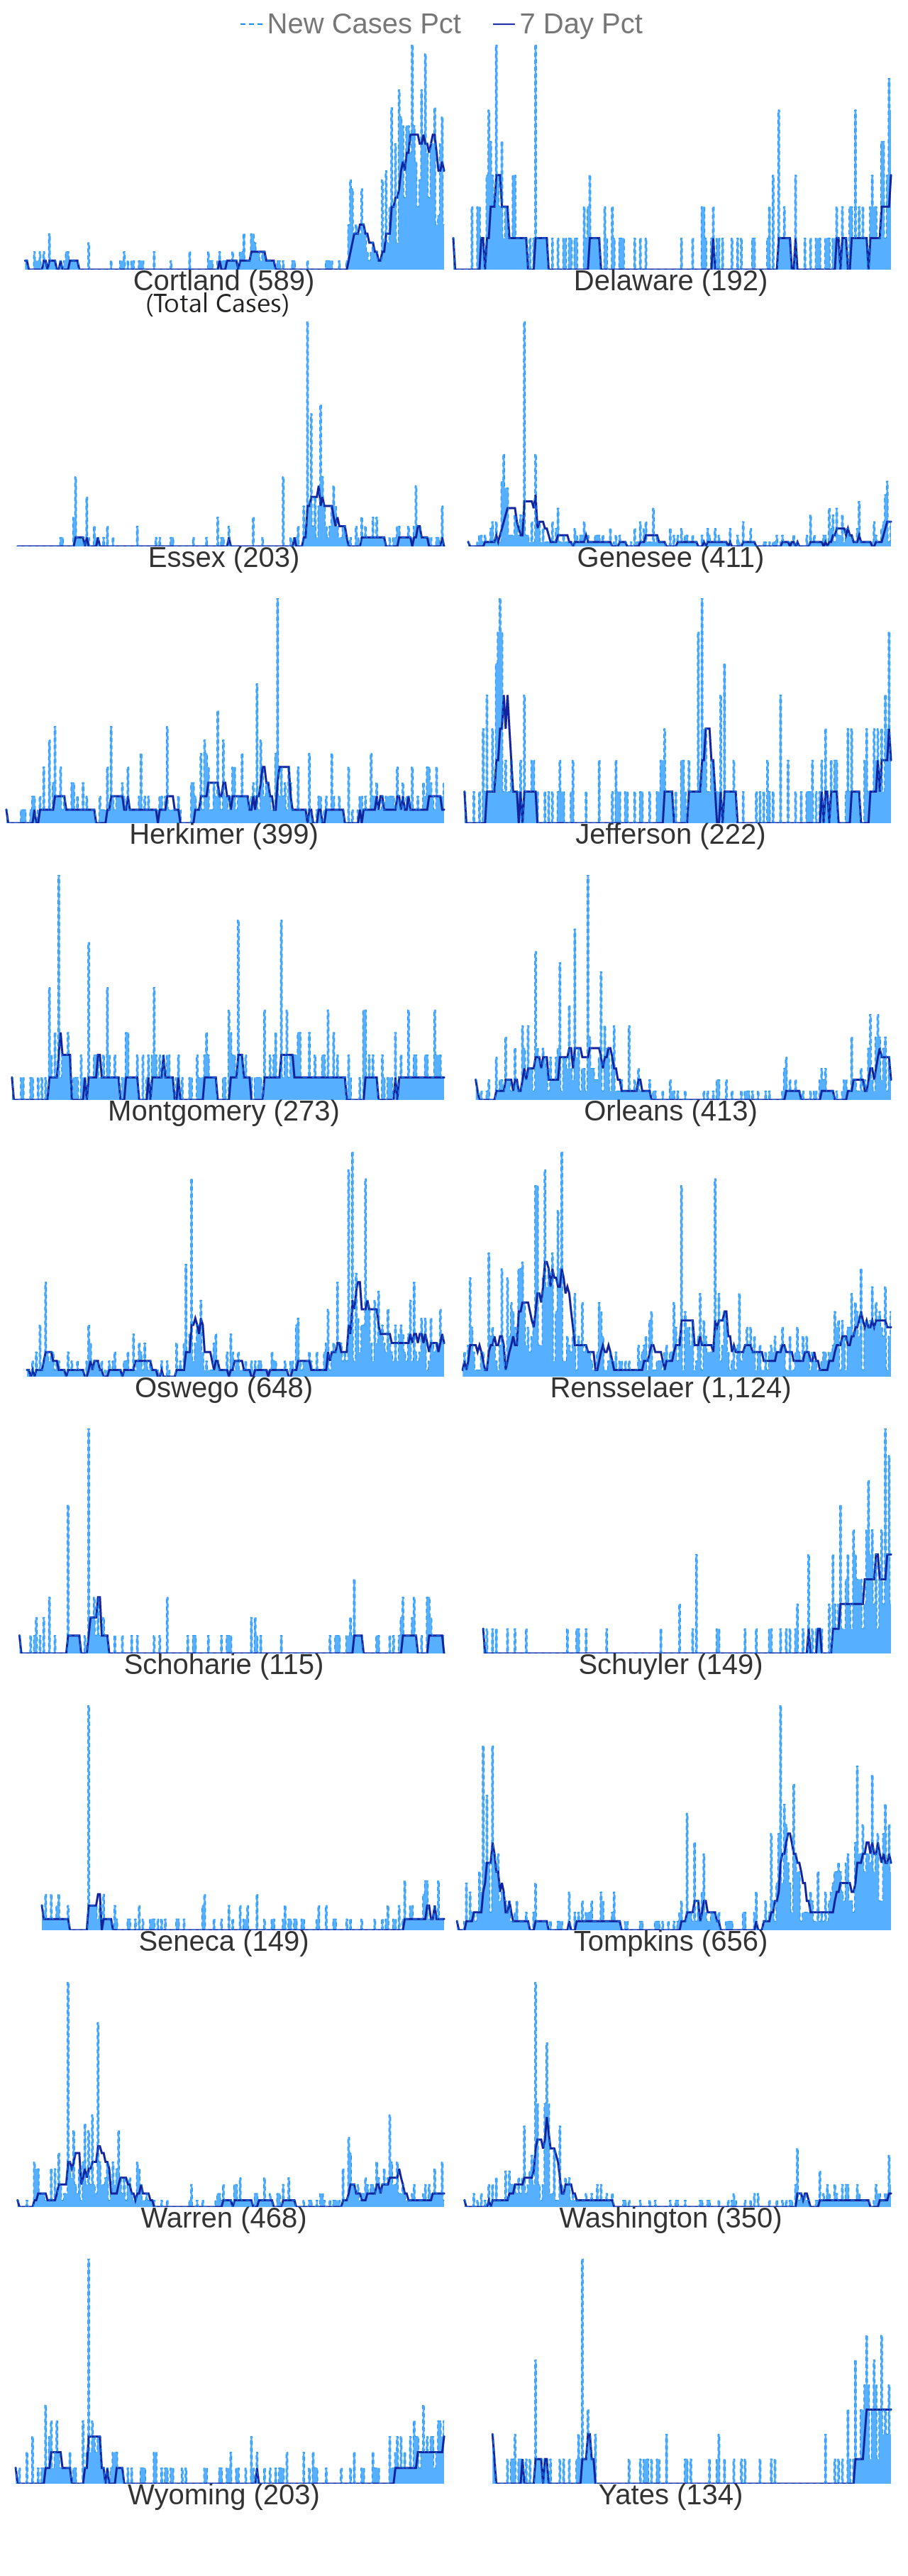 New Cases Pct 7 Day Pct
Cortland (589) Delaware (192)
(Total Cases)
Essex (203) Genesee (411)
Herkimer (399) Jefferson (222)
Montgomery (273) Orleans (413)
Oswego (648) Rensselaer (1,124)
Schoharie (115) Schuyler (149)
Seneca (149) Tompkins (656)
Warren (468) Washington (350)
Wyoming (203) Yates (134)